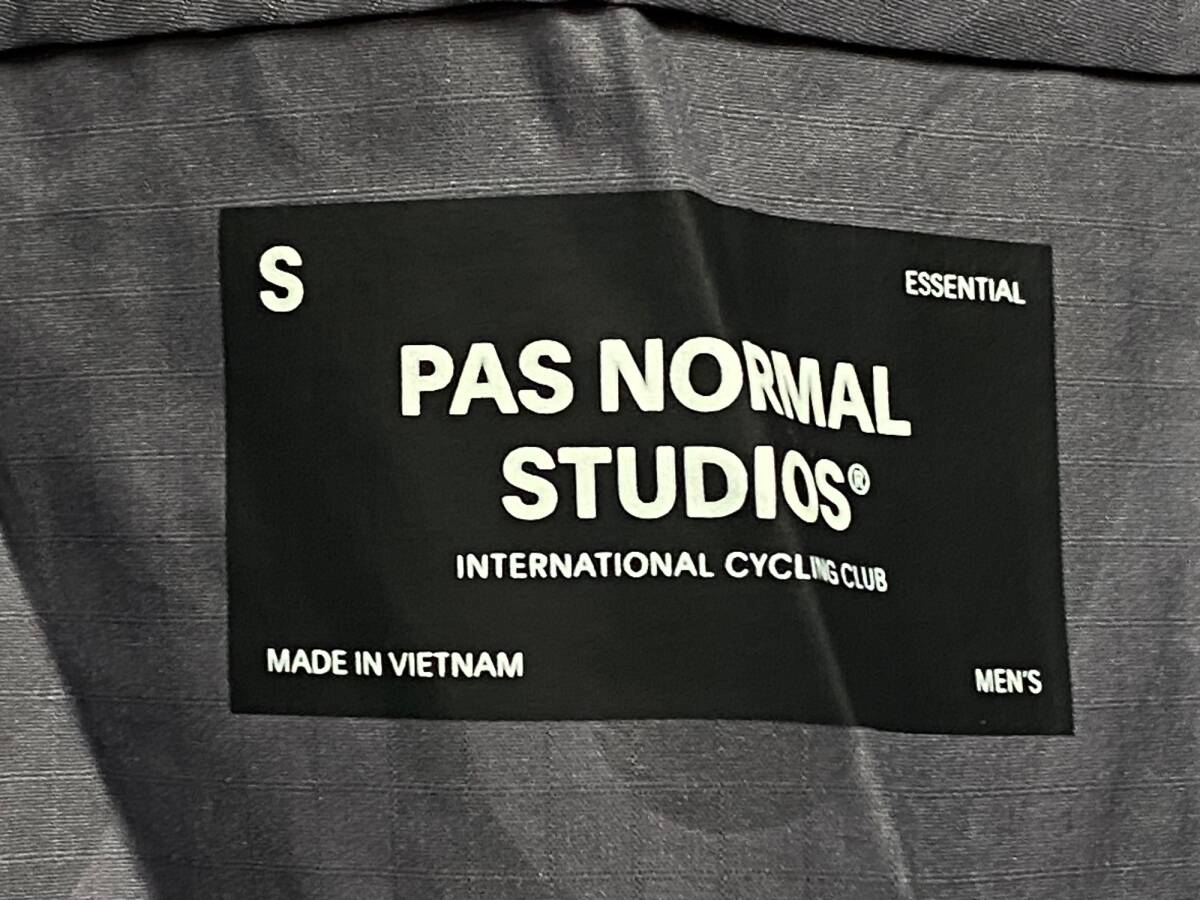 S
ESSENTIAL
PAS NORMAL
STUDIOS®
INTERNATIONAL CYCLING CLUB
MADE IN VIETNAM
MEN'S